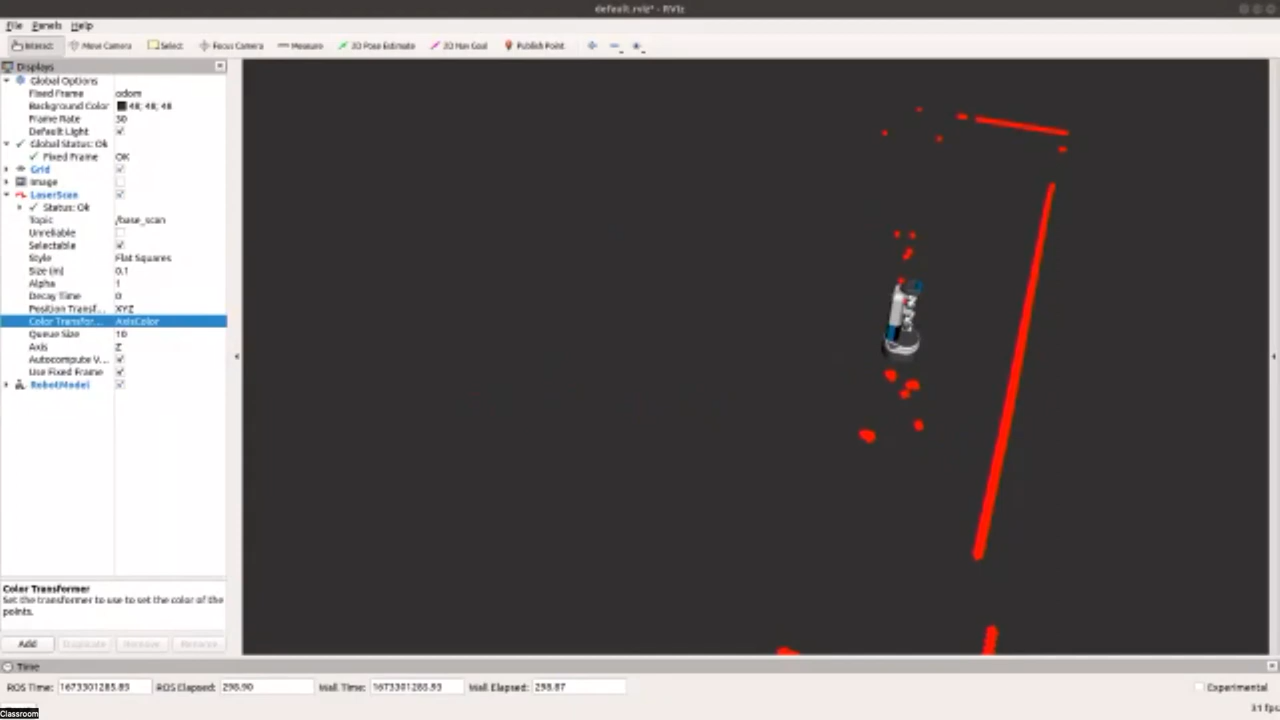 default.rviz* - RViz
File Panels Help
Interact Move Camera Select Focus Camera Measure 2D Pose Estimate 2D Nav Goal Publish Point
Displays
Global Options
Fixed Frame odom
Background Color 48; 48; 48
Frame Rate 30
Default Light
Global Status: Ok
Fixed Frame OK
Grid
Image
LaserScan
Status: Ok
Topic /base_scan
Unreliable
Selectable
Style Flat Squares
Size (m) 0.1
Alpha 1
Decay Time 0
Position Transf... XYZ
Color Transfor... AxisColor
Queue Size 10
Axis Z
Autocompute V...
Use Fixed Frame
RobotModel
Color Transformer
Set the transformer to use to set the color of the
points.
Add Duplicate Remove Rename
Time
ROS Time: 1673301285.89 ROS Elapsed: 298.90 Wall Time: 1673301285.93 Wall Elapsed: 298.87 Experimental
31 fps
Classroom